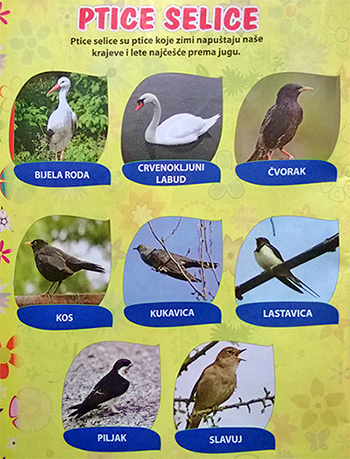 PTICE SELICE
Ptice selice su ptice koje zimi napuštaju naše
krajeve i lete najčešće prema jugu.
BIJELA RODA
CRVENOKLJUNI
LABUD
ČVORAK
KOS
KUKAVICA
LASTAVICA
PILJAK
SLAVUJ